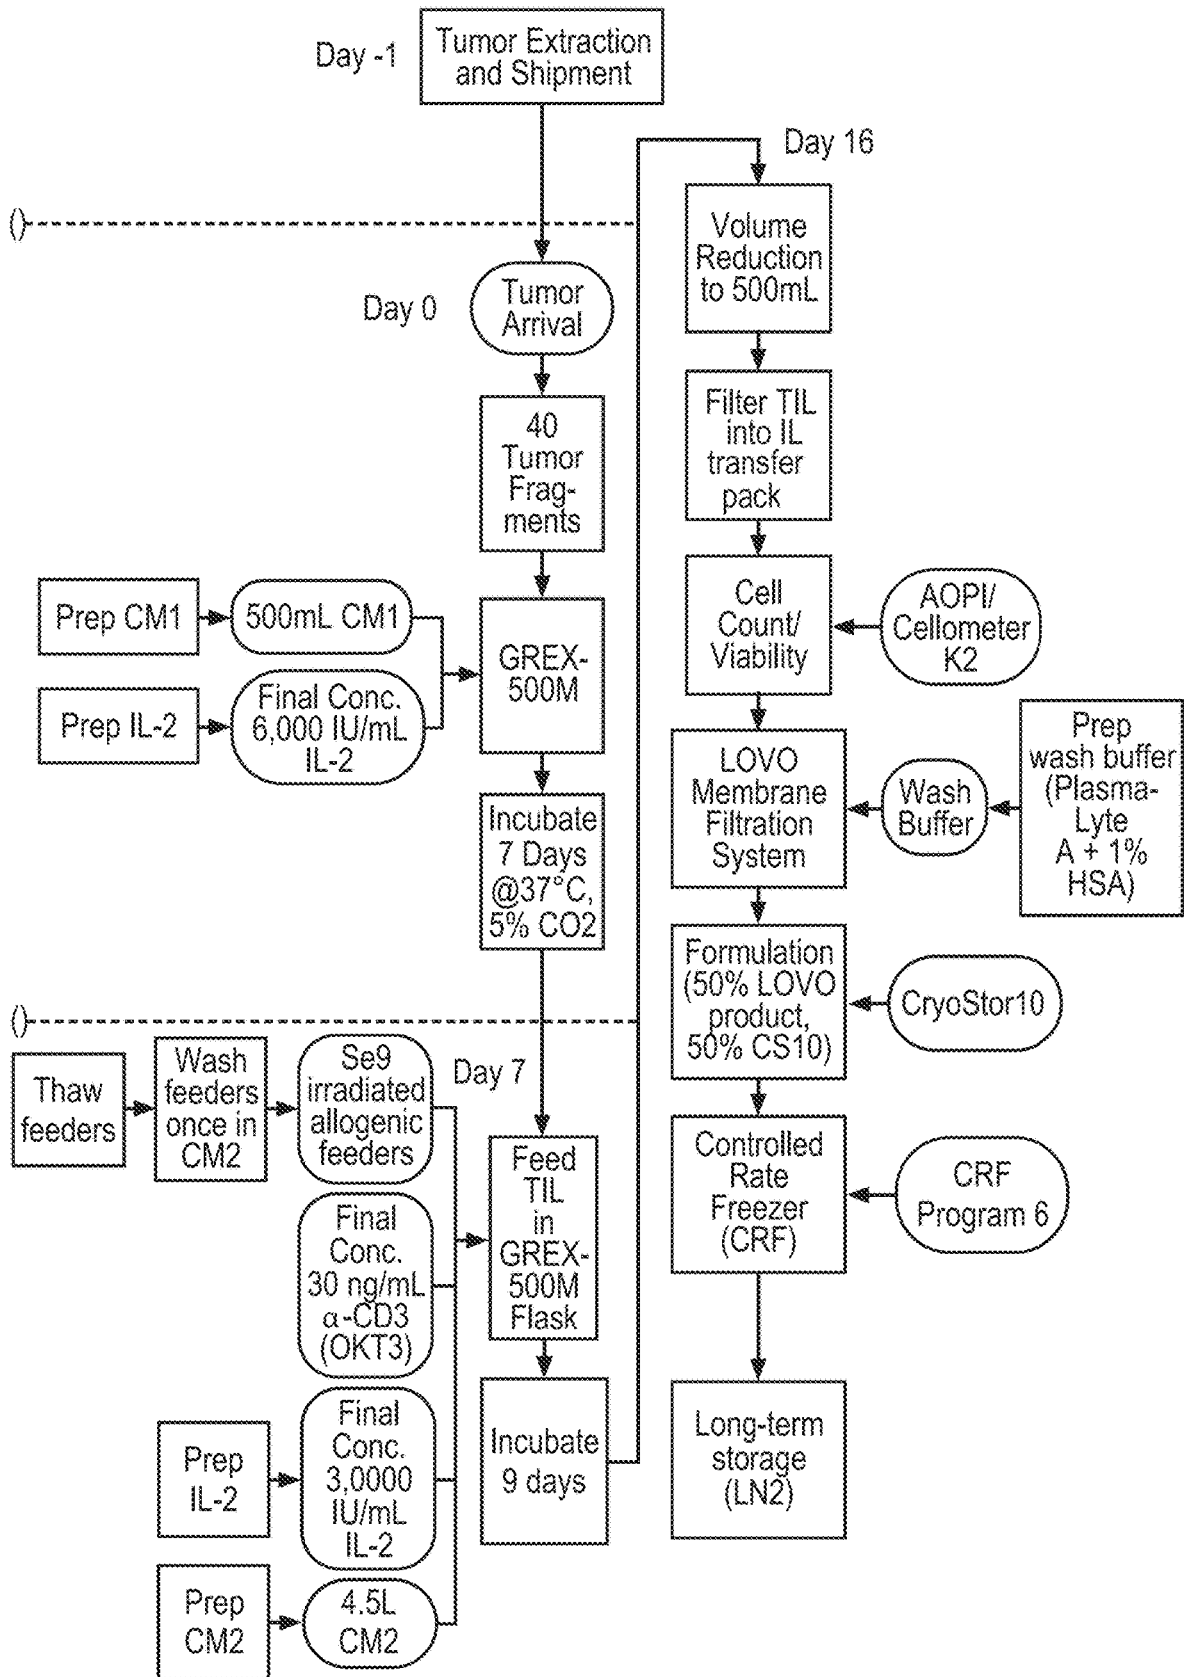 Day -1
Tumor Extraction
and Shipment
()
Day 0
Tumor
Arrival
40
Tumor
Frag-
ments
Prep CM1
500mL CM1
Prep IL-2
Final Conc.
6,000 IU/mL
IL-2
GREX-
500M
Incubate
7 Days
@37°C,
5% CO2
()
Thaw
feeders
Wash
feeders
once in
CM2
Se9
irradiated
allogenic
feeders
Day 7
Final
Conc.
30 ng/mL
α-CD3
(OKT3)
Feed
TIL
in
GREX-
500M
Flask
Prep
IL-2
Final
Conc.
3,0000
IU/mL
IL-2
Incubate
9 days
Prep
CM2
4.5L
CM2
Day 16
Volume
Reduction
to 500mL
Filter TIL
into IL
transfer
pack
Cell
Count/
Viability
AOPI/
Cellometer
K2
LOVO
Membrane
Filtration
System
Wash
Buffer
Prep
wash buffer
(Plasma-
Lyte
A + 1%
HSA)
Formulation
(50% LOVO
product,
50% CS10)
CryoStor10
Controlled
Rate
Freezer
(CRF)
CRF
Program 6
Long-term
storage
(LN2)